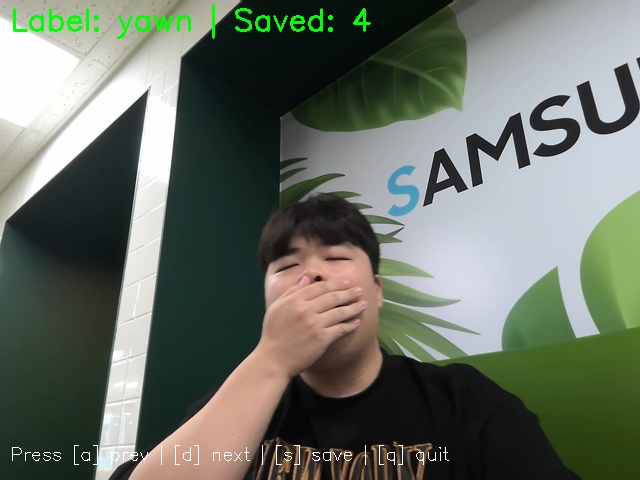 Label: yawn | Saved: 4
SAMSU
Press [a] prev | [d] next | [s] save | [q] quit